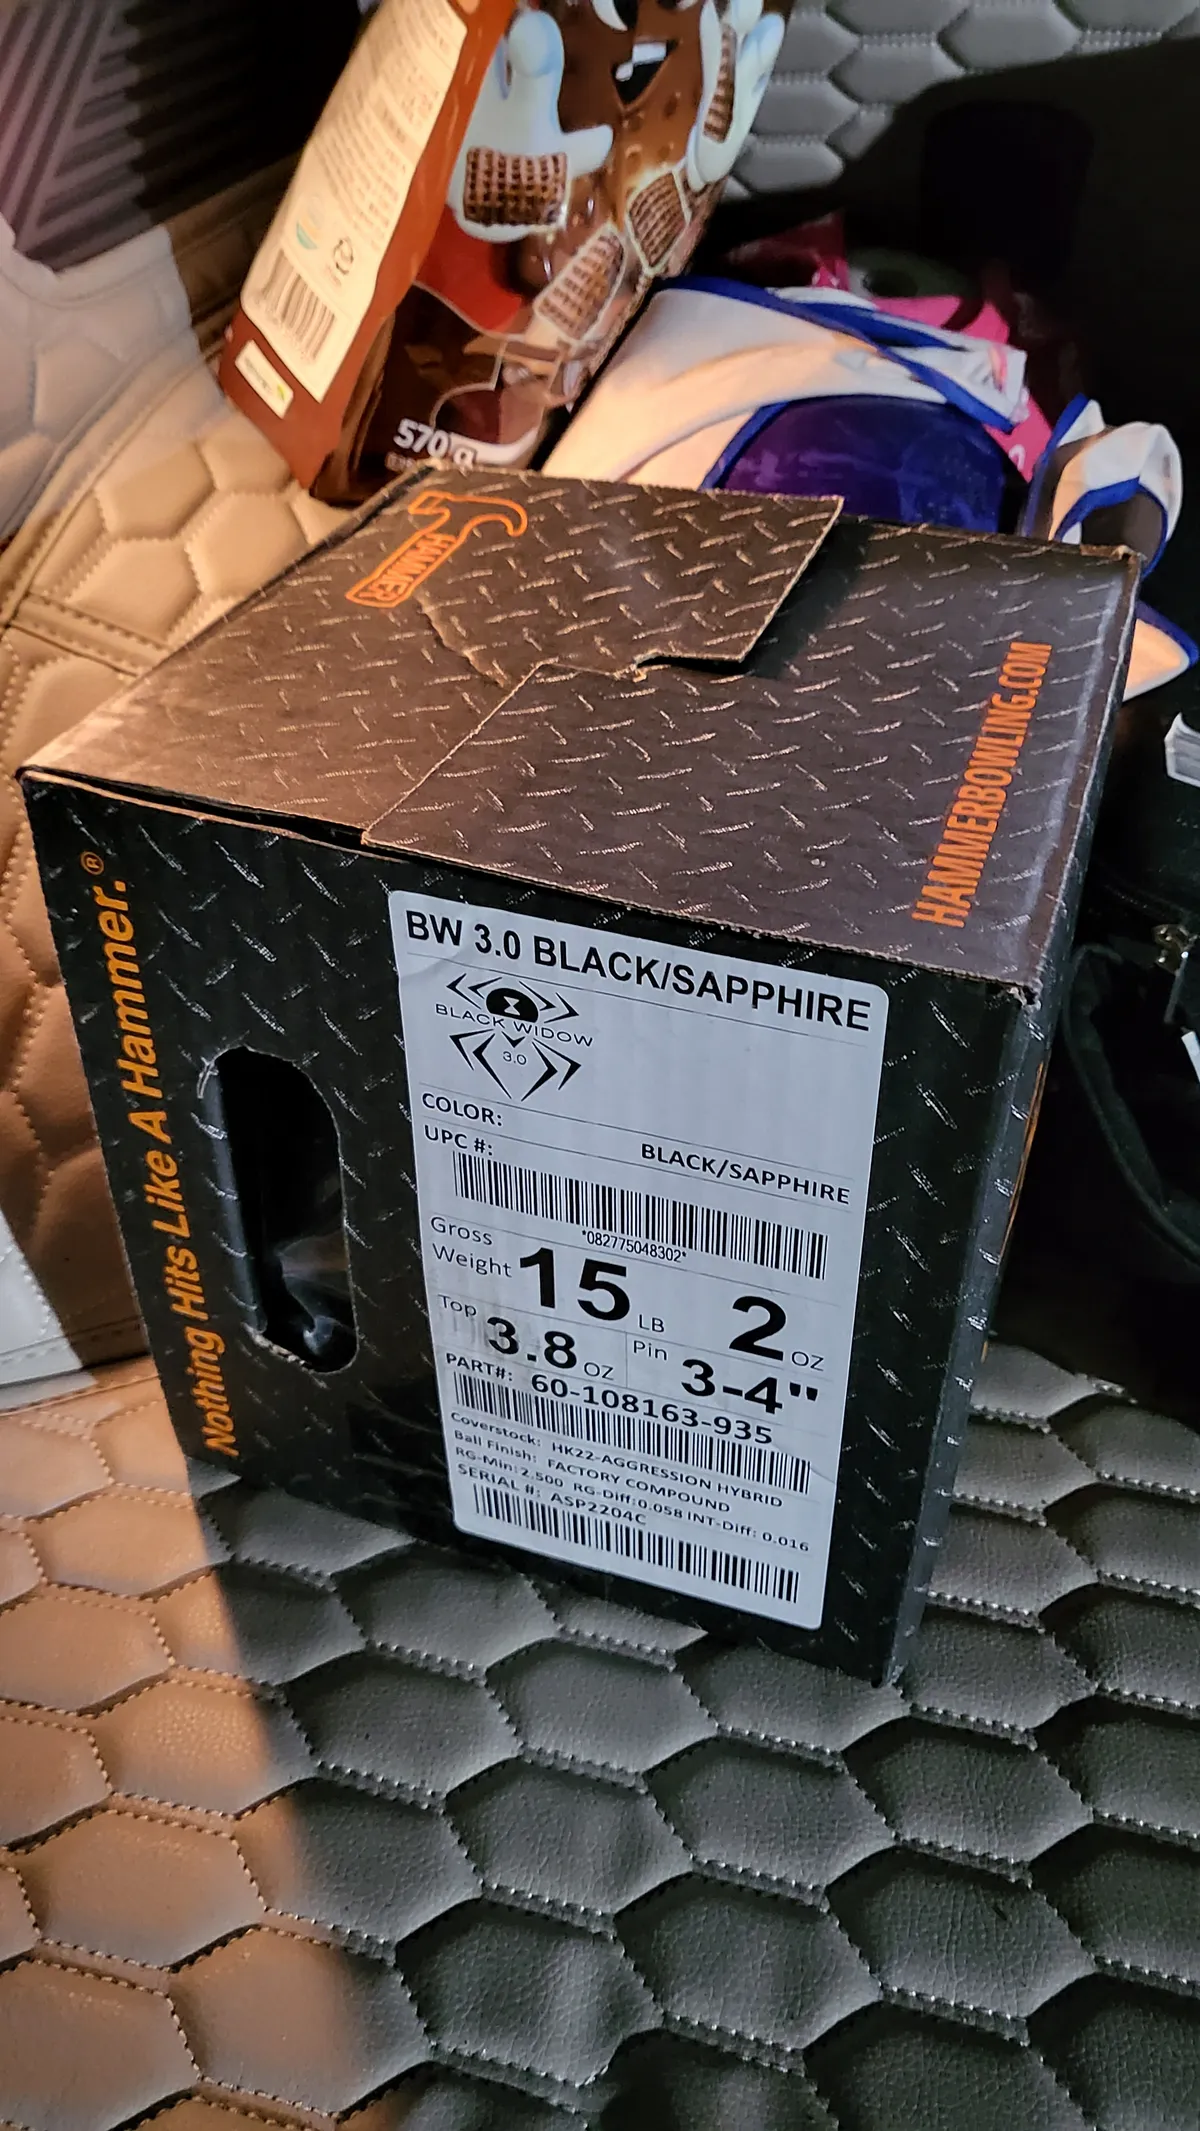 570 g
HAMMER
HAMMERBOWLING.COM
Nothing Hits Like A Hammer.®
BW 3.0 BLACK/SAPPHIRE
BLACK WIDOW
3.0
COLOR:
BLACK/SAPPHIRE
UPC #:
*082775048302*
Gross Weight 15 LB 2 OZ
Top 3.8 OZ Pin 3-4"
PART#: 60-108163-935
Coverstock: HK22-AGGRESSION HYBRID
Ball Finish: FACTORY COMPOUND
RG-Min: 2.500 RG-Diff: 0.058 INT-Diff: 0.016
SERIAL #: ASP2204C